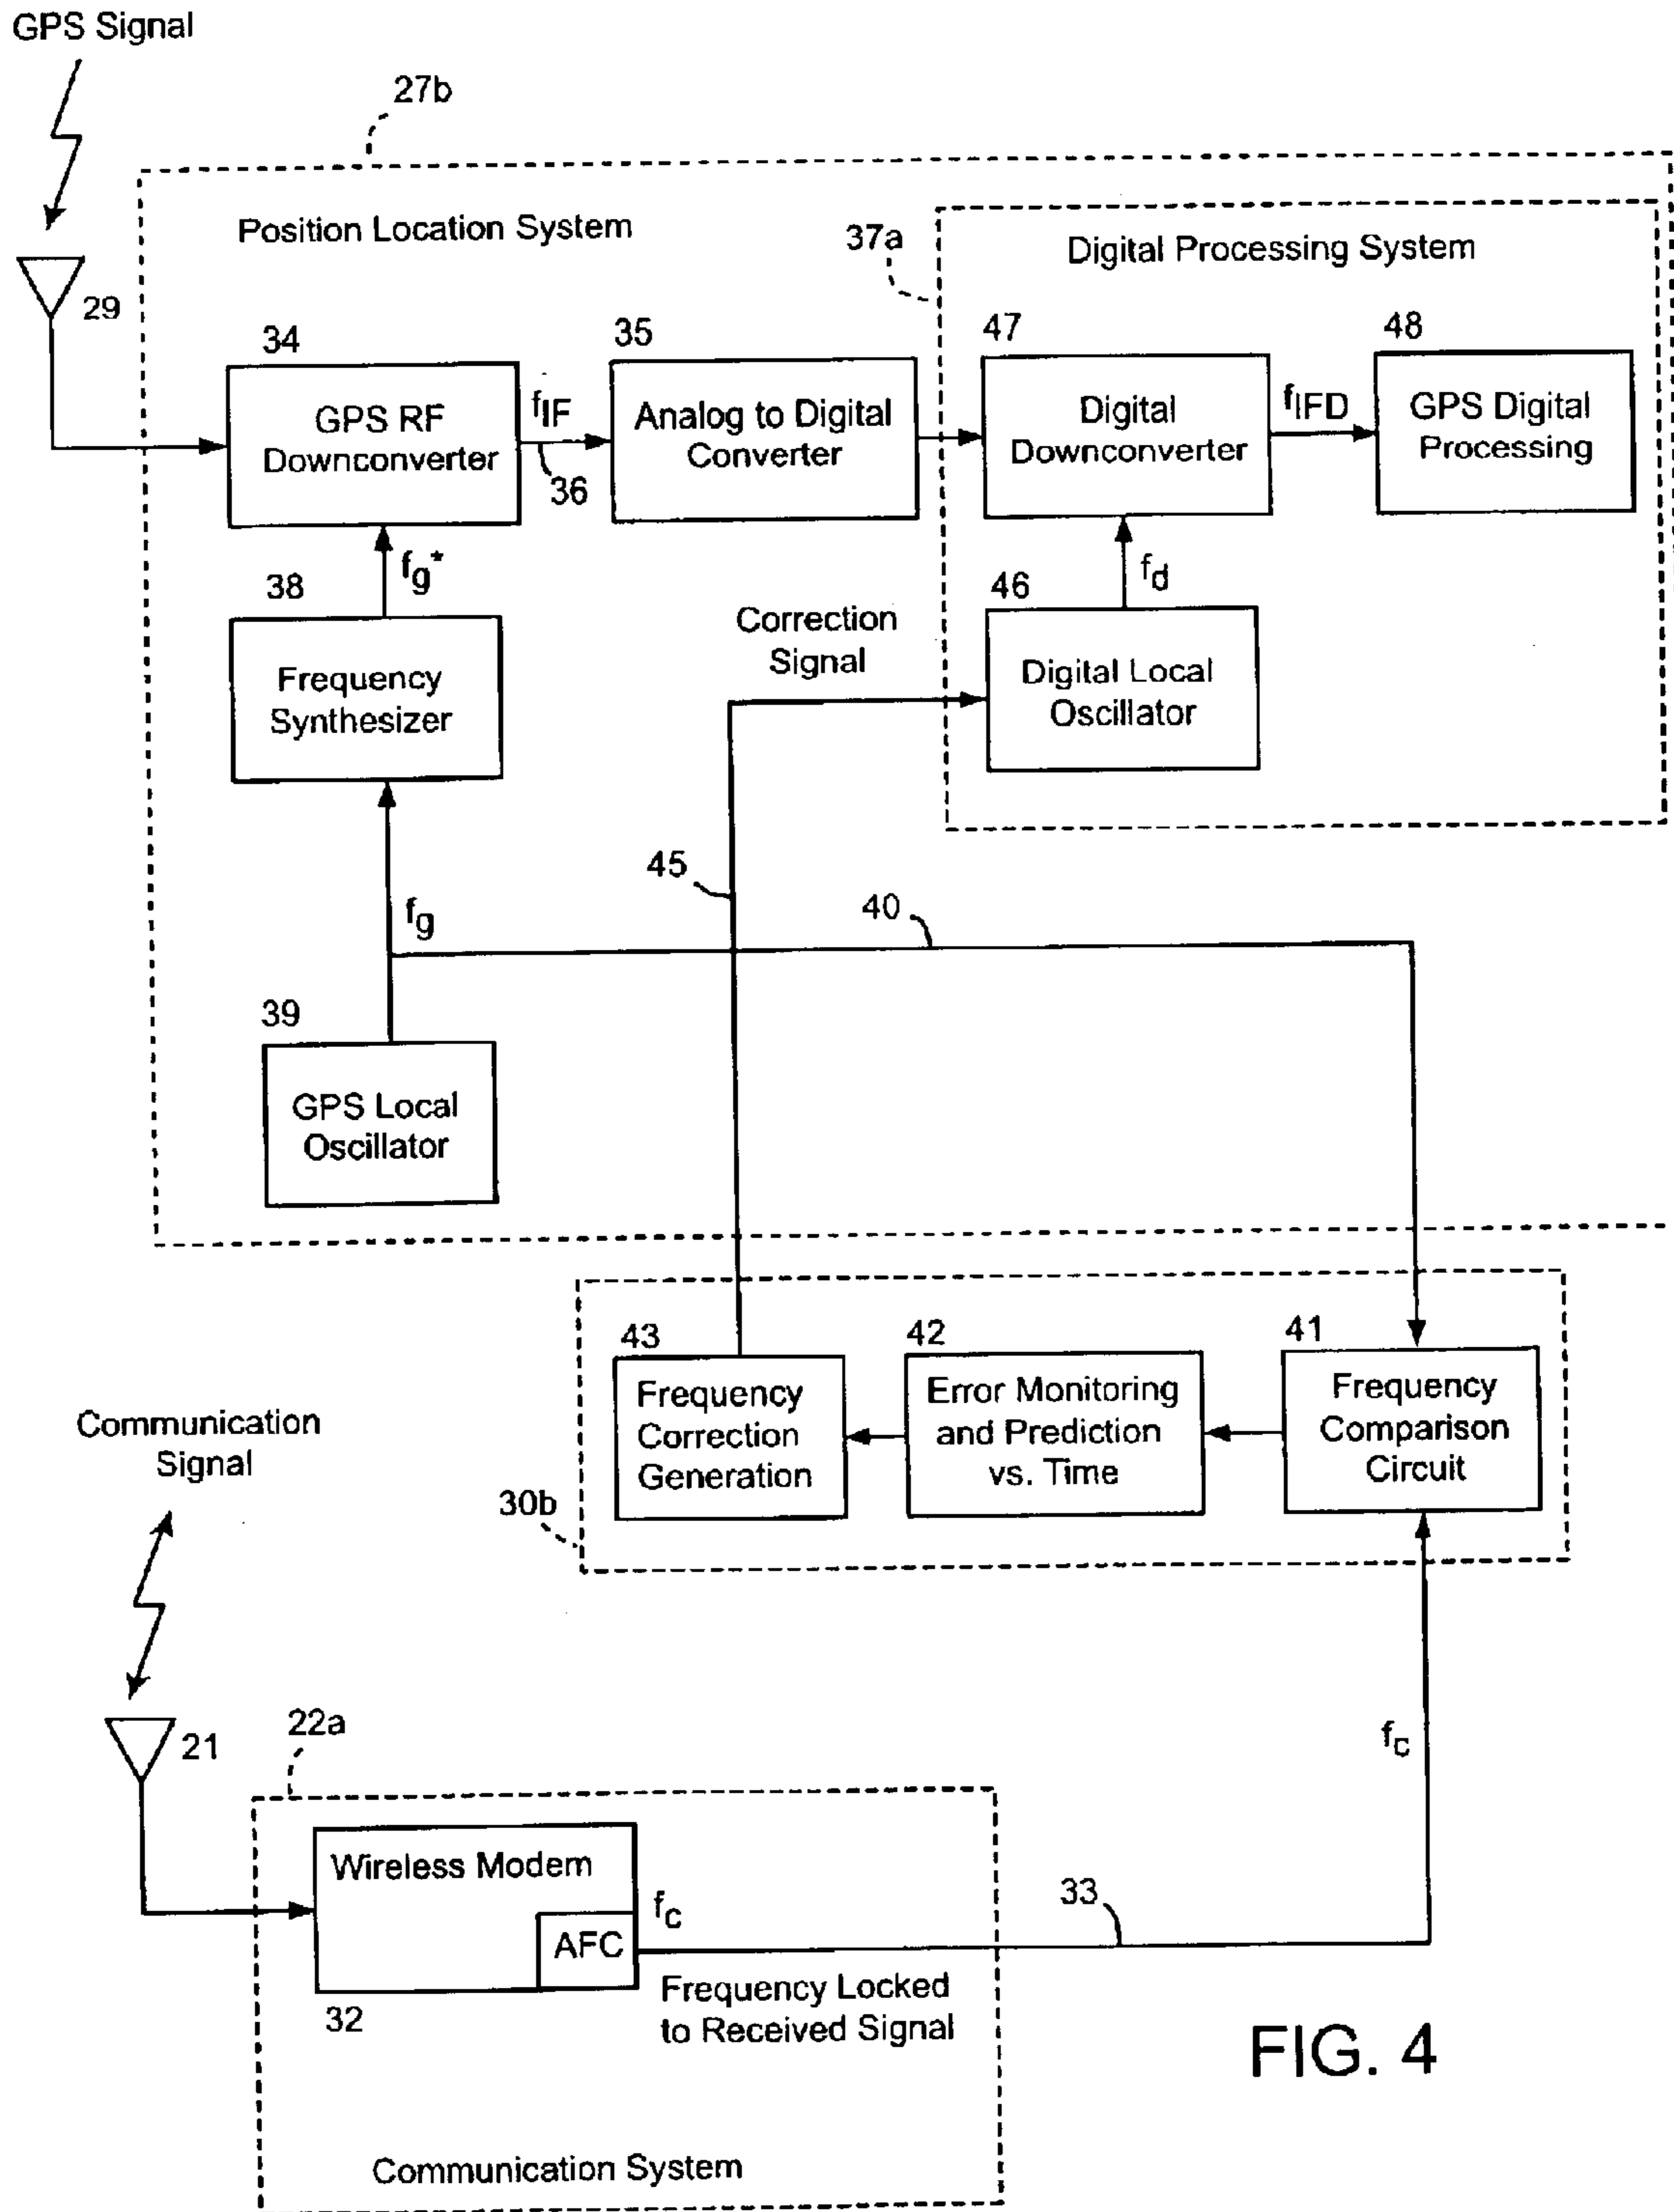 GPS Signal
27b
Position Location System
37a
Digital Processing System
29
34
35
47
48
GPS RF
Downconverter
fIF
36
Analog to Digital
Converter
Digital
Downconverter
fIFD
GPS Digital
Processing
fg*
38
Frequency
Synthesizer
Correction
Signal
46
fd
Digital Local
Oscillator
45
40
fg
39
GPS Local
Oscillator
43
42
41
Frequency
Correction
Generation
Error Monitoring
and Prediction
vs. Time
Frequency
Comparison
Circuit
30b
Communication
Signal
21
22a
fc
Wireless Modem
AFC
fc
33
32
Frequency Locked
to Received Signal
FIG. 4
Communication System